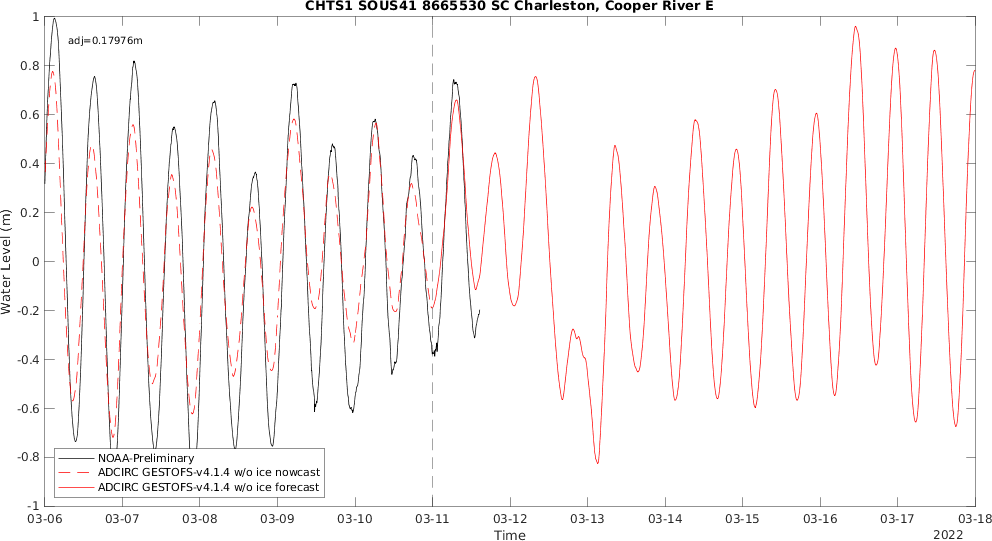 CHTS1 SOUS41 8665530 SC Charleston, Cooper River E
adj=0.17976m
1
0.8
0.6
0.4
0.2
0
-0.2
-0.4
-0.6
-0.8
-1
Water Level (m)
NOAA-Preliminary
ADCIRC GESTOFS-v4.1.4 w/o ice nowcast
ADCIRC GESTOFS-v4.1.4 w/o ice forecast
03-06 03-07 03-08 03-09 03-10 03-11 03-12 03-13 03-14 03-15 03-16 03-17 03-18
Time
2022